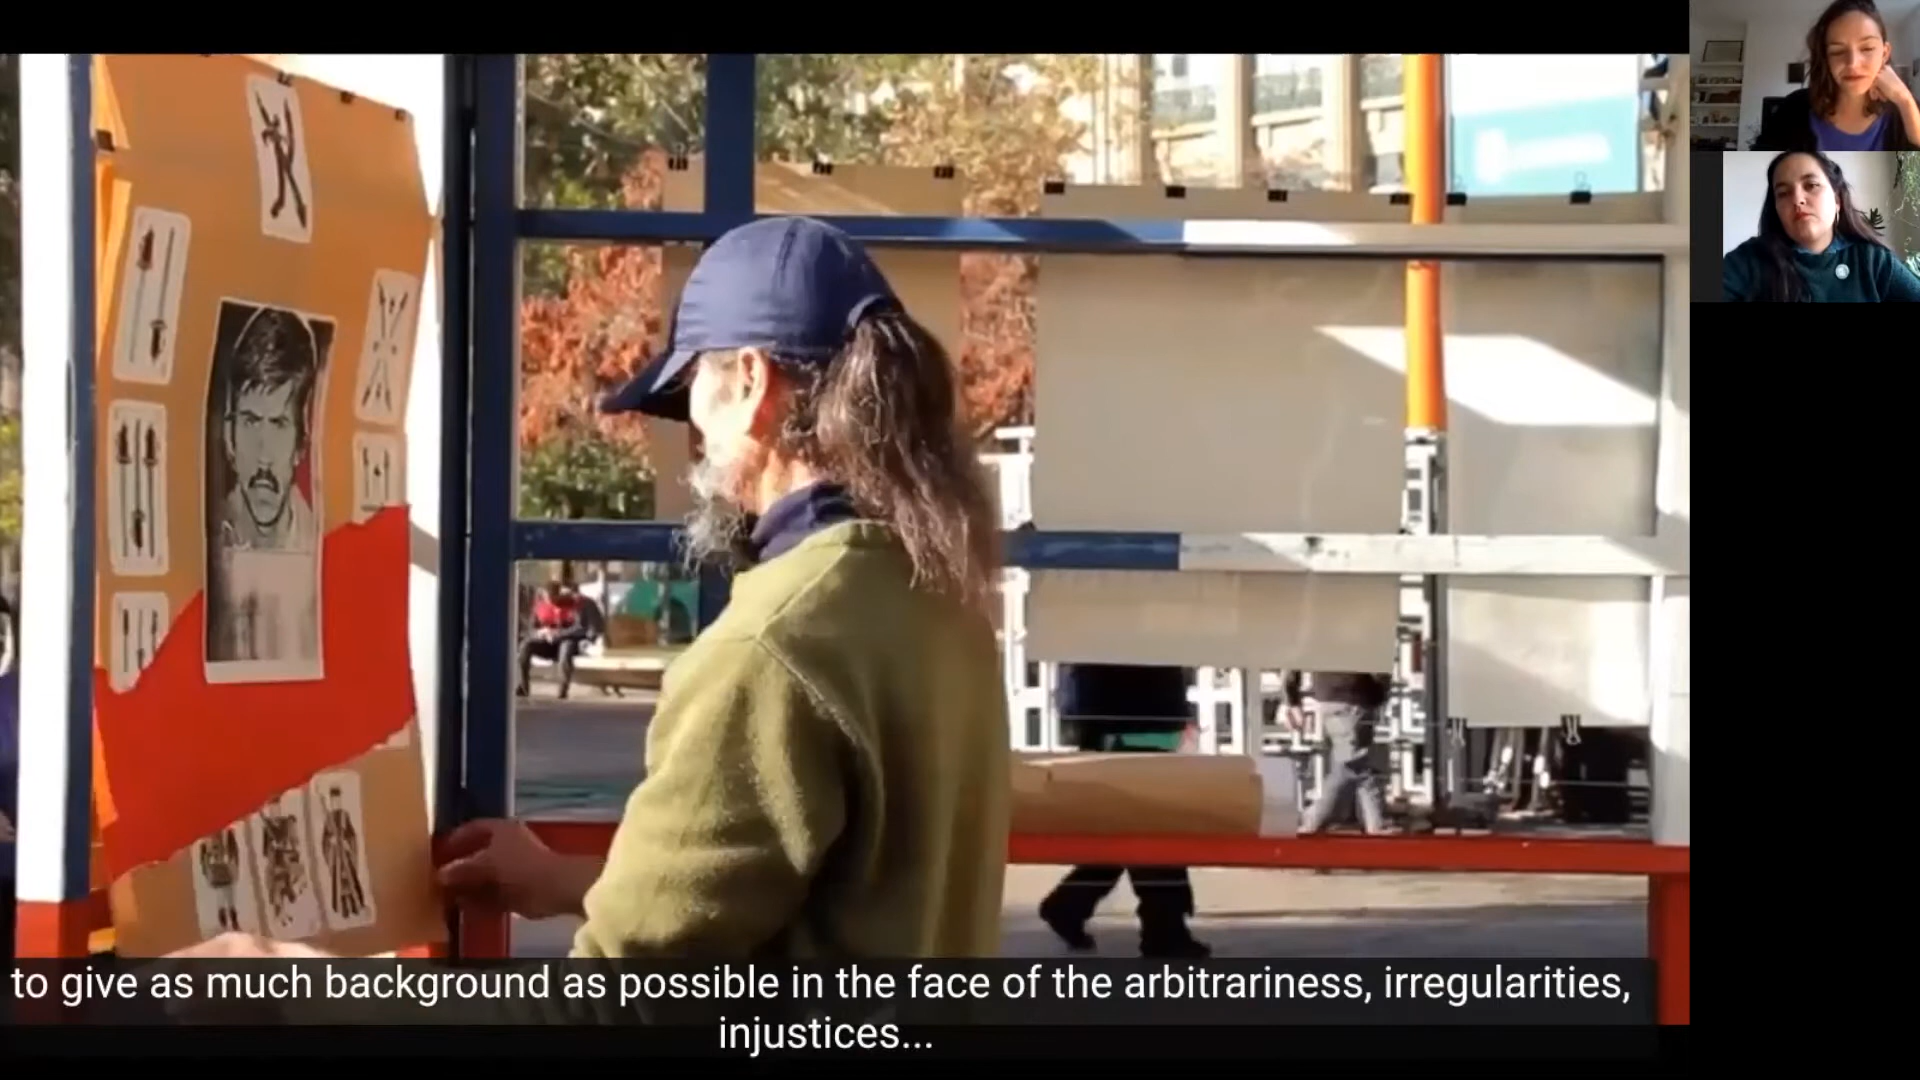 to give as much background as possible in the face of the arbitrariness, irregularities,
injustices...